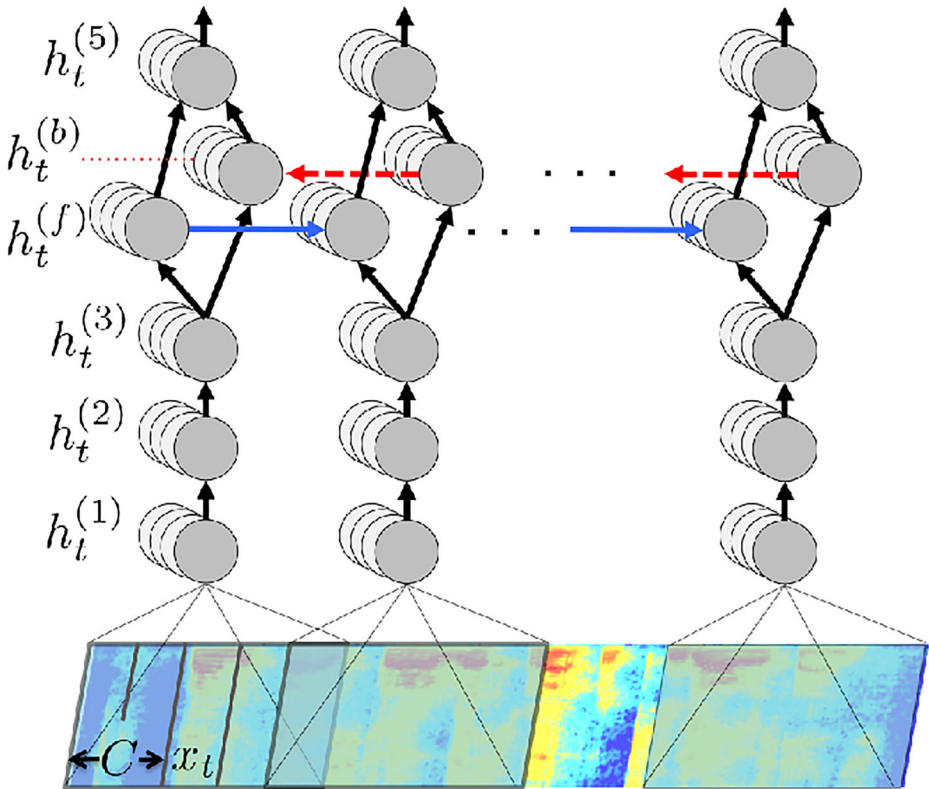 h_t^{(5)}
h_t^{(b)}
. . .
h_t^{(f)}
. . . .
h_t^{(3)}
h_t^{(2)}
h_t^{(1)}
C x_t